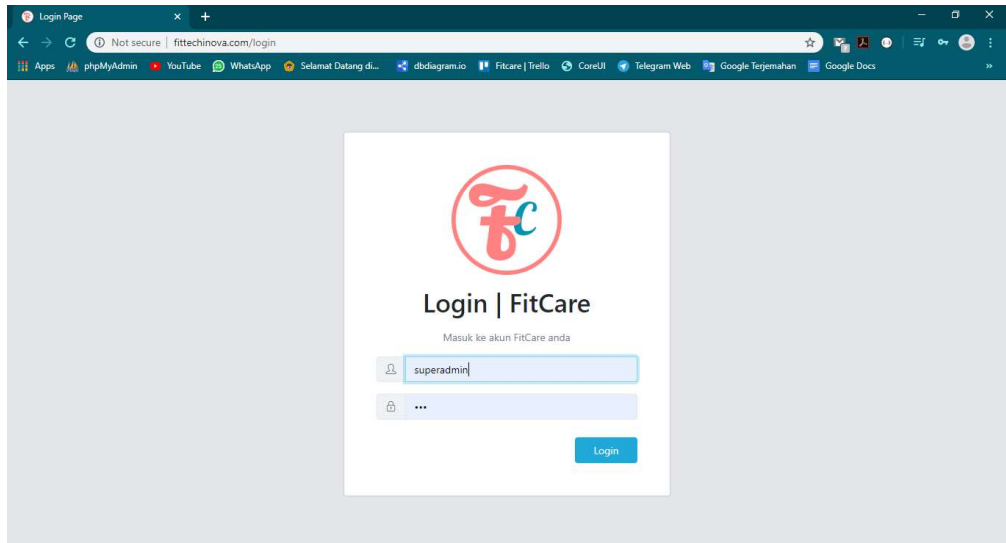 Login Page
Not secure | fittechinova.com/login
Apps phpMyAdmin YouTube WhatsApp Selamat Datang di... dbdiagram.io Fitcare | Trello CoreUI Telegram Web Google Terjemahan Google Docs »
FC
Login | FitCare
Masuk ke akun FitCare anda
superadmin
•••
Login